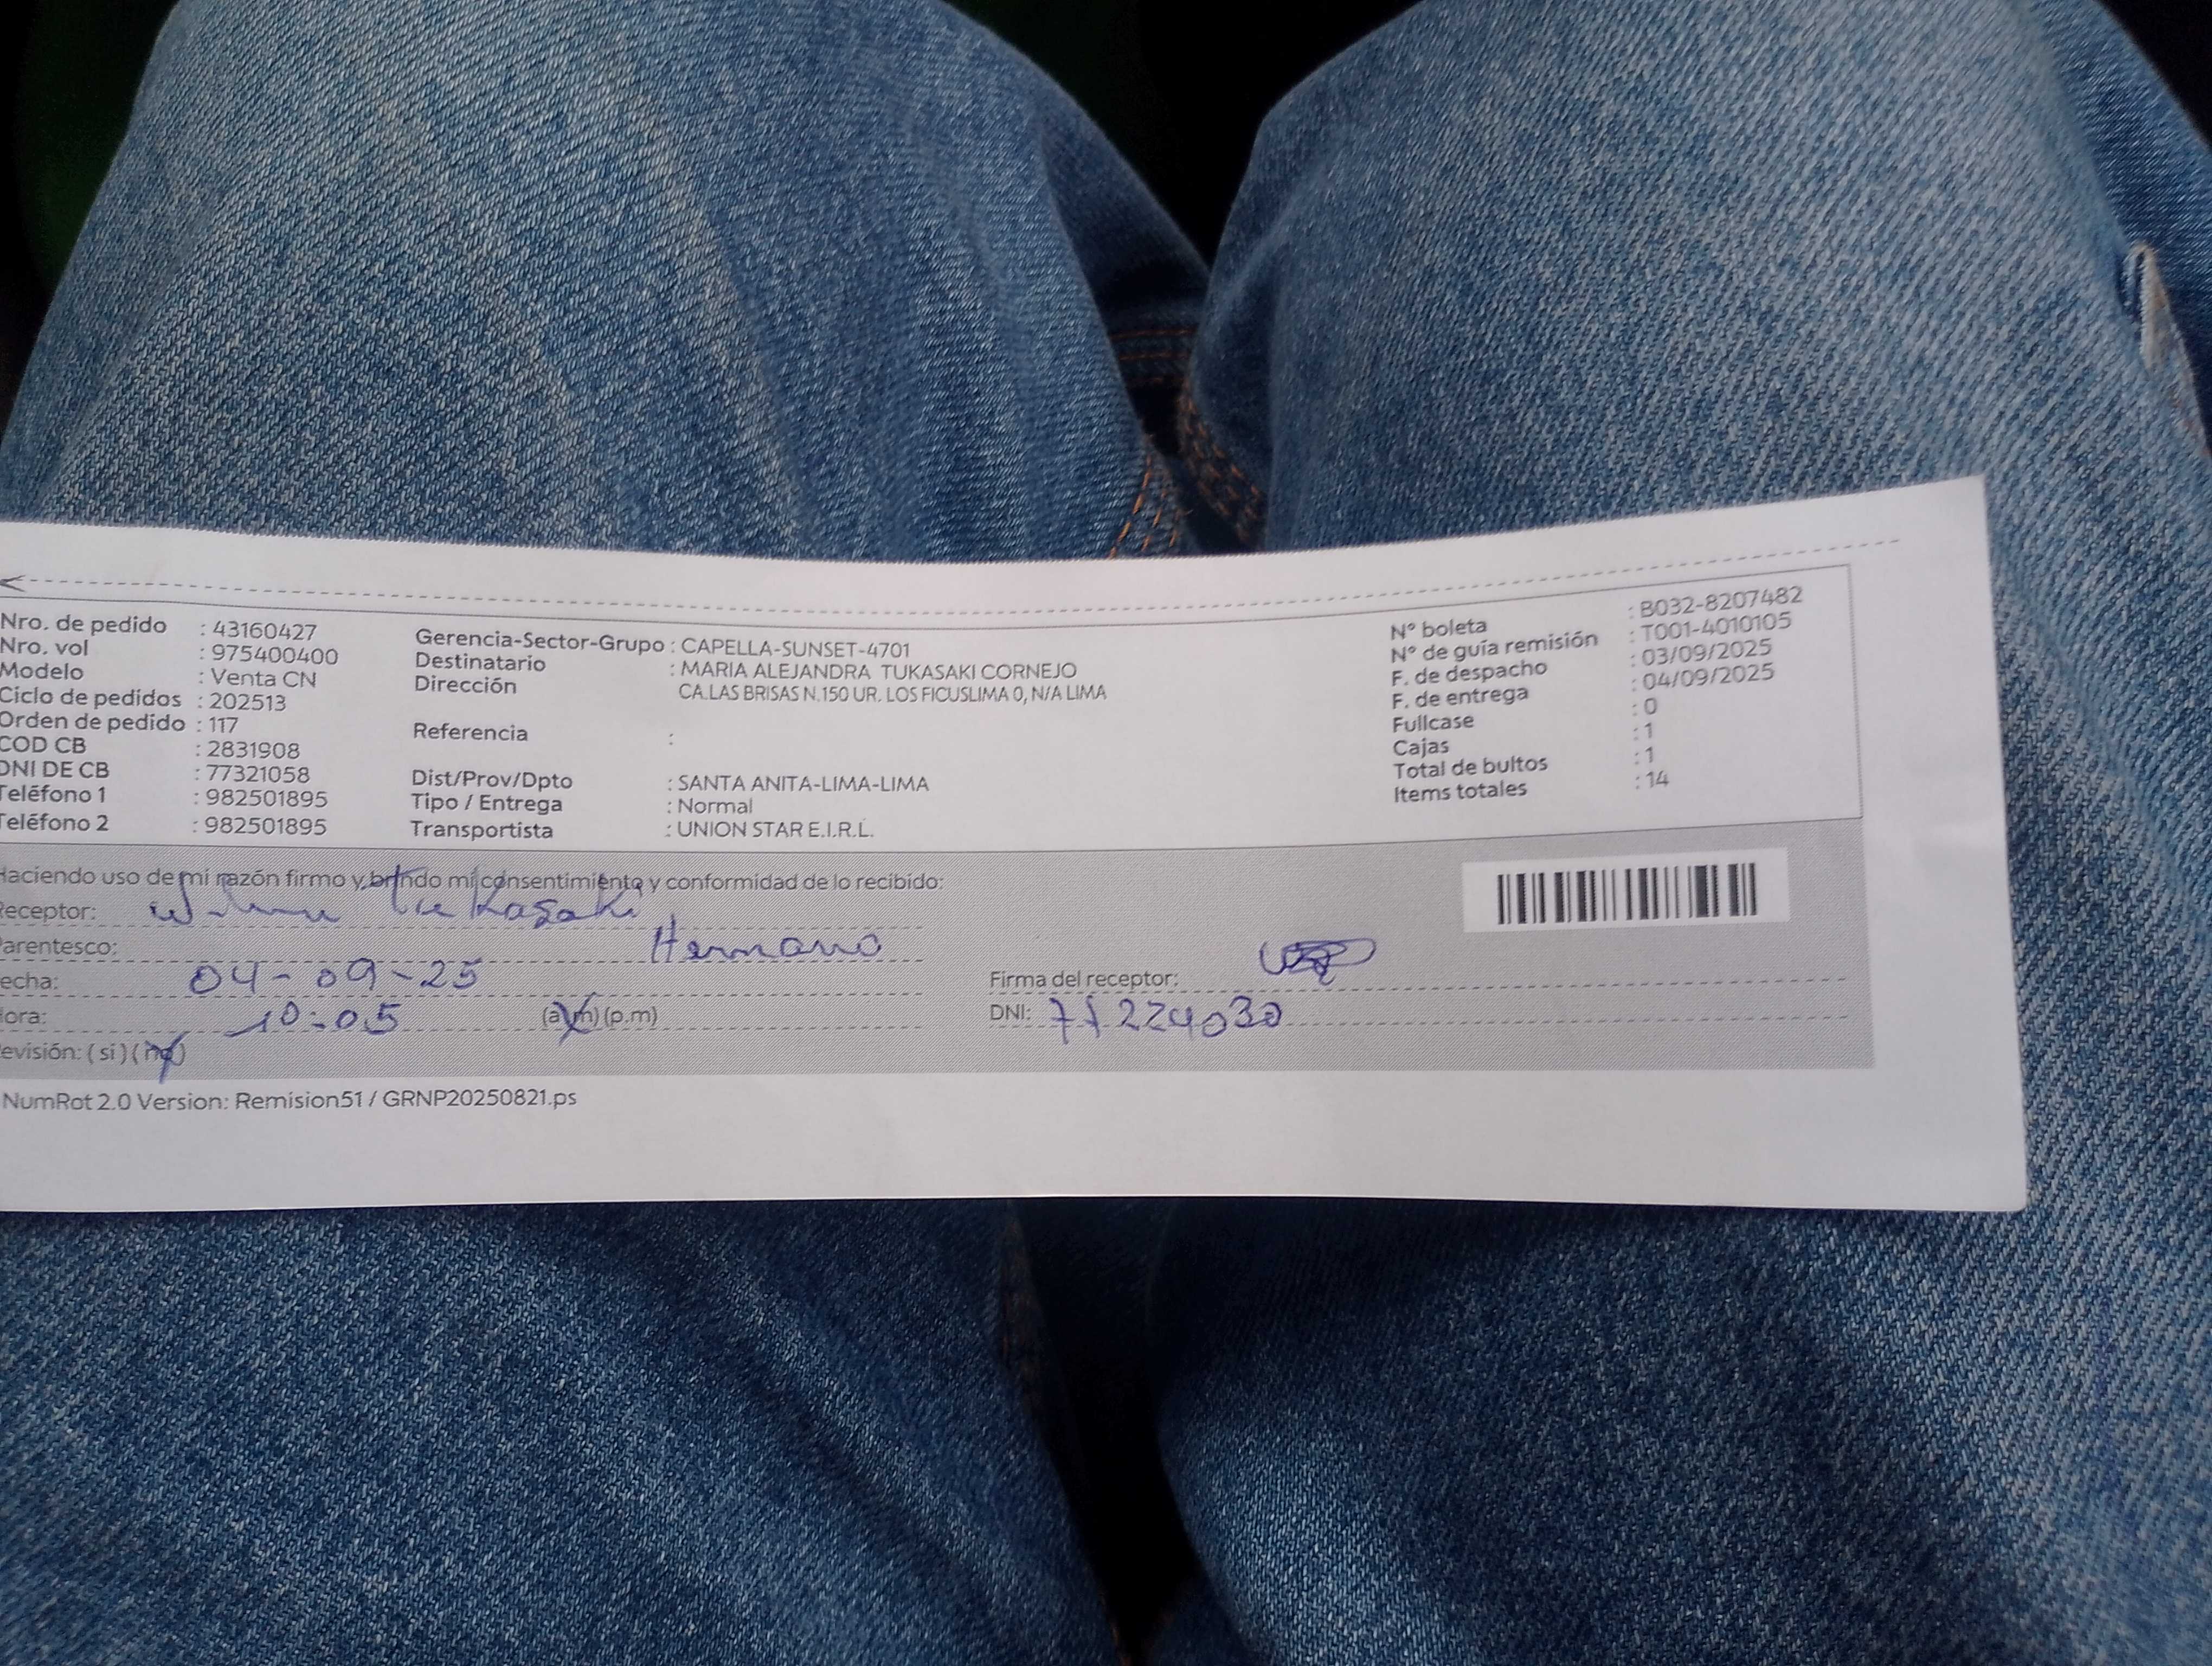 Nro. de pedido : 43160427
Nro. vol : 975400400
Modelo : Venta CN
Ciclo de pedidos : 202513
Orden de pedido : 117
COD CB : 2831908
DNI DE CB : 77321058
Teléfono 1 : 982501895
Teléfono 2 : 982501895
Gerencia-Sector-Grupo : CAPELLA-SUNSET-4701
Destinatario : MARIA ALEJANDRA TUKASAKI CORNEJO
Dirección CA.LAS BRISAS N.150 UR. LOS FICUSLIMA 0, N/A LIMA
Referencia :
Dist/Prov/Dpto : SANTA ANITA-LIMA-LIMA
Tipo / Entrega : Normal
Transportista : UNION STAR E.I.R.L.
N° boleta : B032-8207482
N° de guía remisión : T001-4010105
F. de despacho : 03/09/2025
F. de entrega : 04/09/2025
Fullcase : 0
Cajas : 1
Total de bultos : 1
Items totales : 14
Haciendo uso de mi razón firmo y brindo mi consentimiento y conformidad de lo recibido:
Receptor: Tukasaki
Parentesco: Hermano
echa: 04-09-25
Hora: 10:05 (a.m) (p.m)
evisión: (si) (no)
Firma del receptor:
DNI: 224030
NumRot 2.0 Version: Remision51 / GRNP20250821.ps